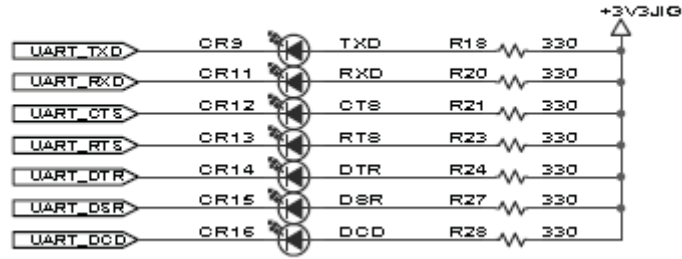 +3V3JIG
UART_TXD CR9 TXD R18 330
UART_RXD CR11 RXD R20 330
UART_CTS CR12 CTS R21 330
UART_RTS CR13 RTS R23 330
UART_DTR CR14 DTR R24 330
UART_DSR CR15 DSR R27 330
UART_DCD CR16 DCD R28 330